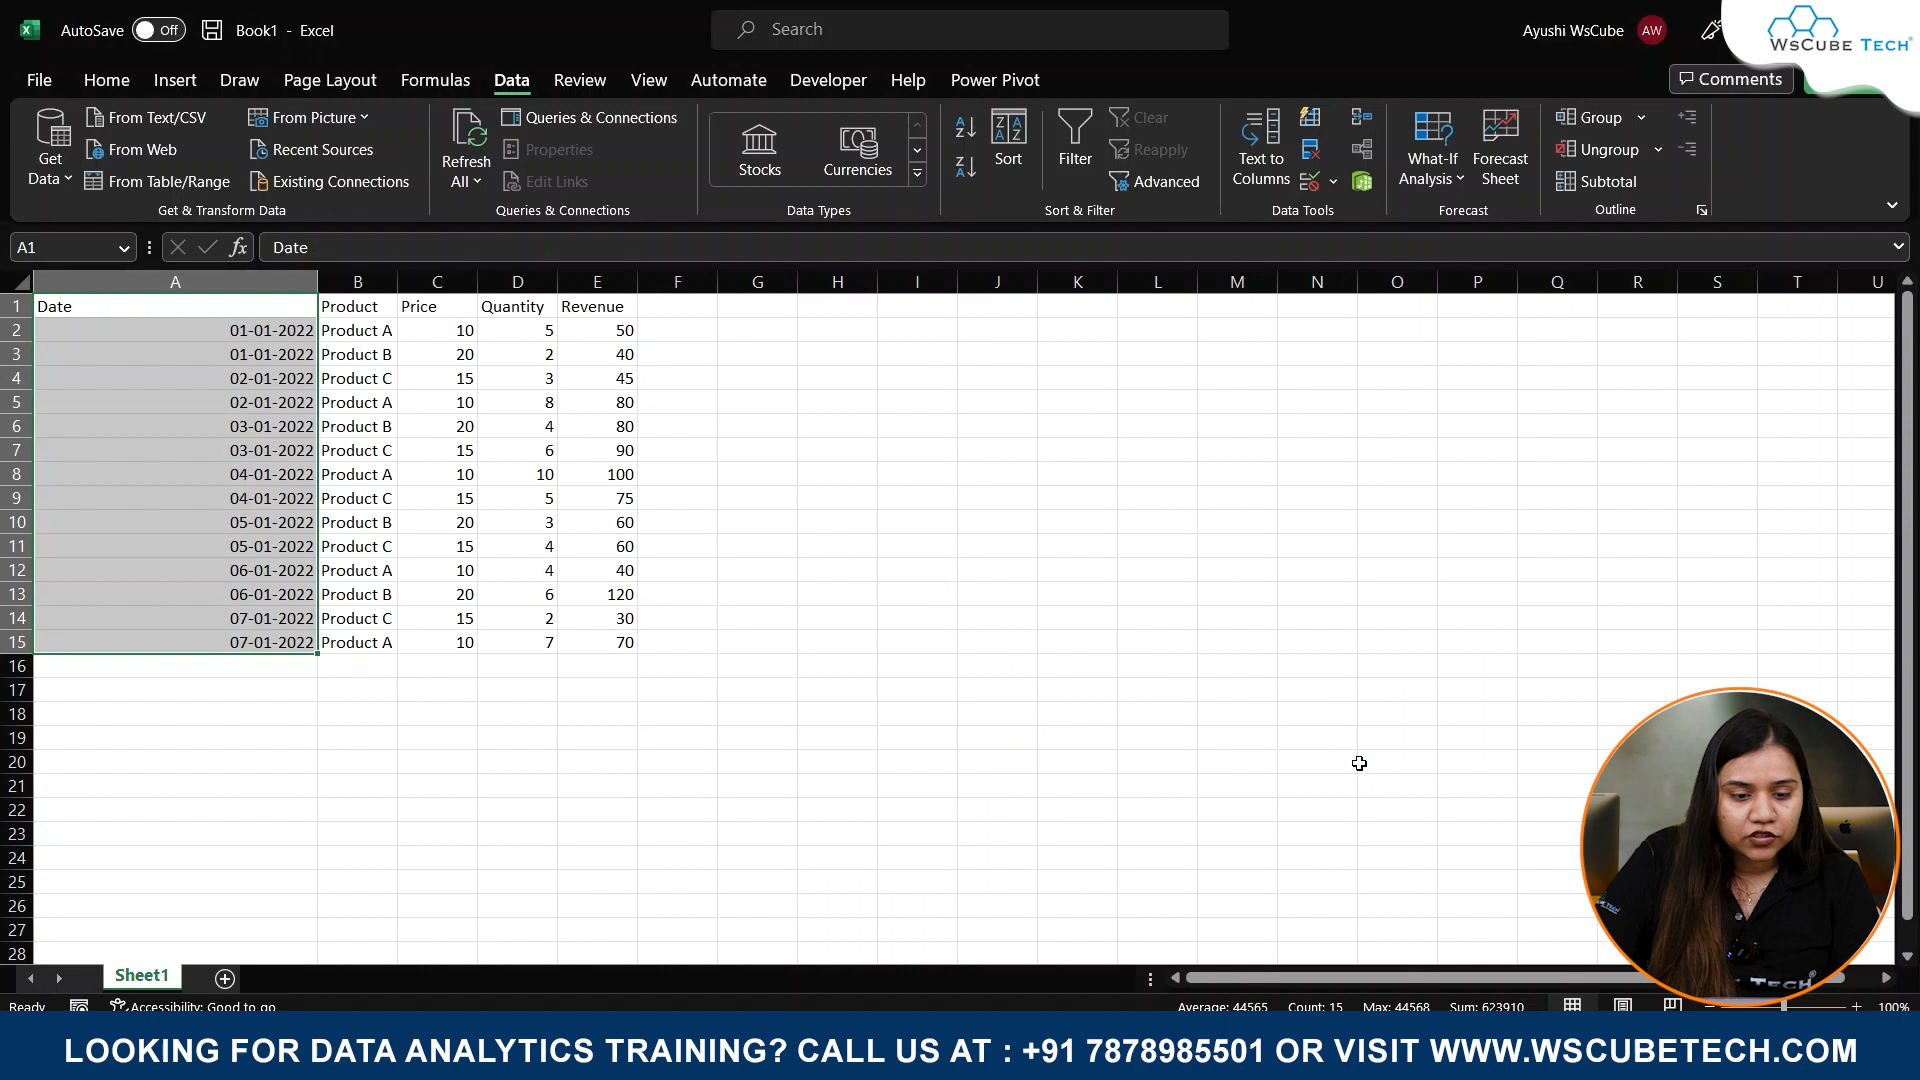 AutoSave Off Book1 - Excel Search Ayushi WsCube AW WsCube Tech
File Home Insert Draw Page Layout Formulas Data Review View Automate Developer Help Power Pivot Comments
From Text/CSV From Picture Queries & Connections Clear Group
Get Data From Web Recent Sources Refresh All Properties Stocks Currencies Sort Filter Reapply Text to Columns What-If Analysis Forecast Sheet Ungroup
From Table/Range Existing Connections Edit Links Advanced Subtotal
Get & Transform Data Queries & Connections Data Types Sort & Filter Data Tools Forecast Outline
A1 fx Date
A B C D E F G H I J K L M N O P Q R S T U
1 Date Product Price Quantity Revenue
2 01-01-2022 Product A 10 5 50
3 01-01-2022 Product B 20 2 40
4 02-01-2022 Product C 15 3 45
5 02-01-2022 Product A 10 8 80
6 03-01-2022 Product B 20 4 80
7 03-01-2022 Product C 15 6 90
8 04-01-2022 Product A 10 10 100
9 04-01-2022 Product C 15 5 75
10 05-01-2022 Product B 20 3 60
11 05-01-2022 Product C 15 4 60
12 06-01-2022 Product A 10 4 40
13 06-01-2022 Product B 20 6 120
14 07-01-2022 Product C 15 2 30
15 07-01-2022 Product A 10 7 70
16
17
18
19
20
21
22
23
24
25
26
27
28
Sheet1
Ready Accessibility: Good to go Average: 44565 Count: 15 Max: 44568 Sum: 623910 100%
LOOKING FOR DATA ANALYTICS TRAINING? CALL US AT : +91 7878985501 OR VISIT WWW.WSCUBETECH.COM